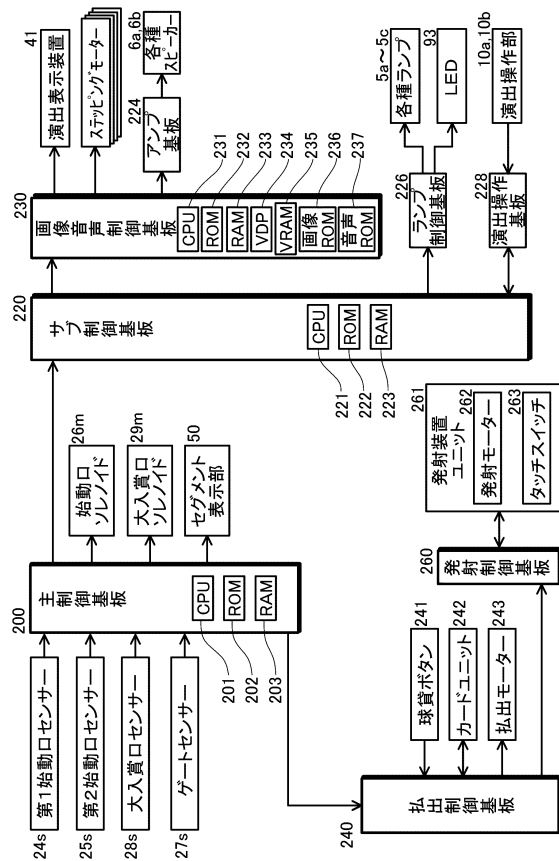 24s
第1始動口センサー
25s
第2始動口センサー
28s
大入賞口センサー
27s
ゲートセンサー
200
主制御基板
201
CPU
202
ROM
203
RAM
26m
始動口
ソレノイド
29m
大入賞口
ソレノイド
50
セグメント
表示部
220
サブ制御基板
221
CPU
222
ROM
223
RAM
230
画像音声制御基板
CPU
231
ROM
232
RAM
233
VDP
234
VRAM
235
画像
ROM
236
音声
ROM
237
41
演出表示装置
ステッピングモーター
224
アンプ
基板
6a,6b
各種
スピーカー
226
ランプ
制御基板
5a～5c
各種ランプ
93
LED
228
演出操作
基板
10a,10b
演出操作部
240
払出制御基板
241
球貸ボタン
242
カードユニット
243
払出モーター
260
発射制御基板
261
発射装置
ユニット
262
発射モーター
263
タッチスイッチ